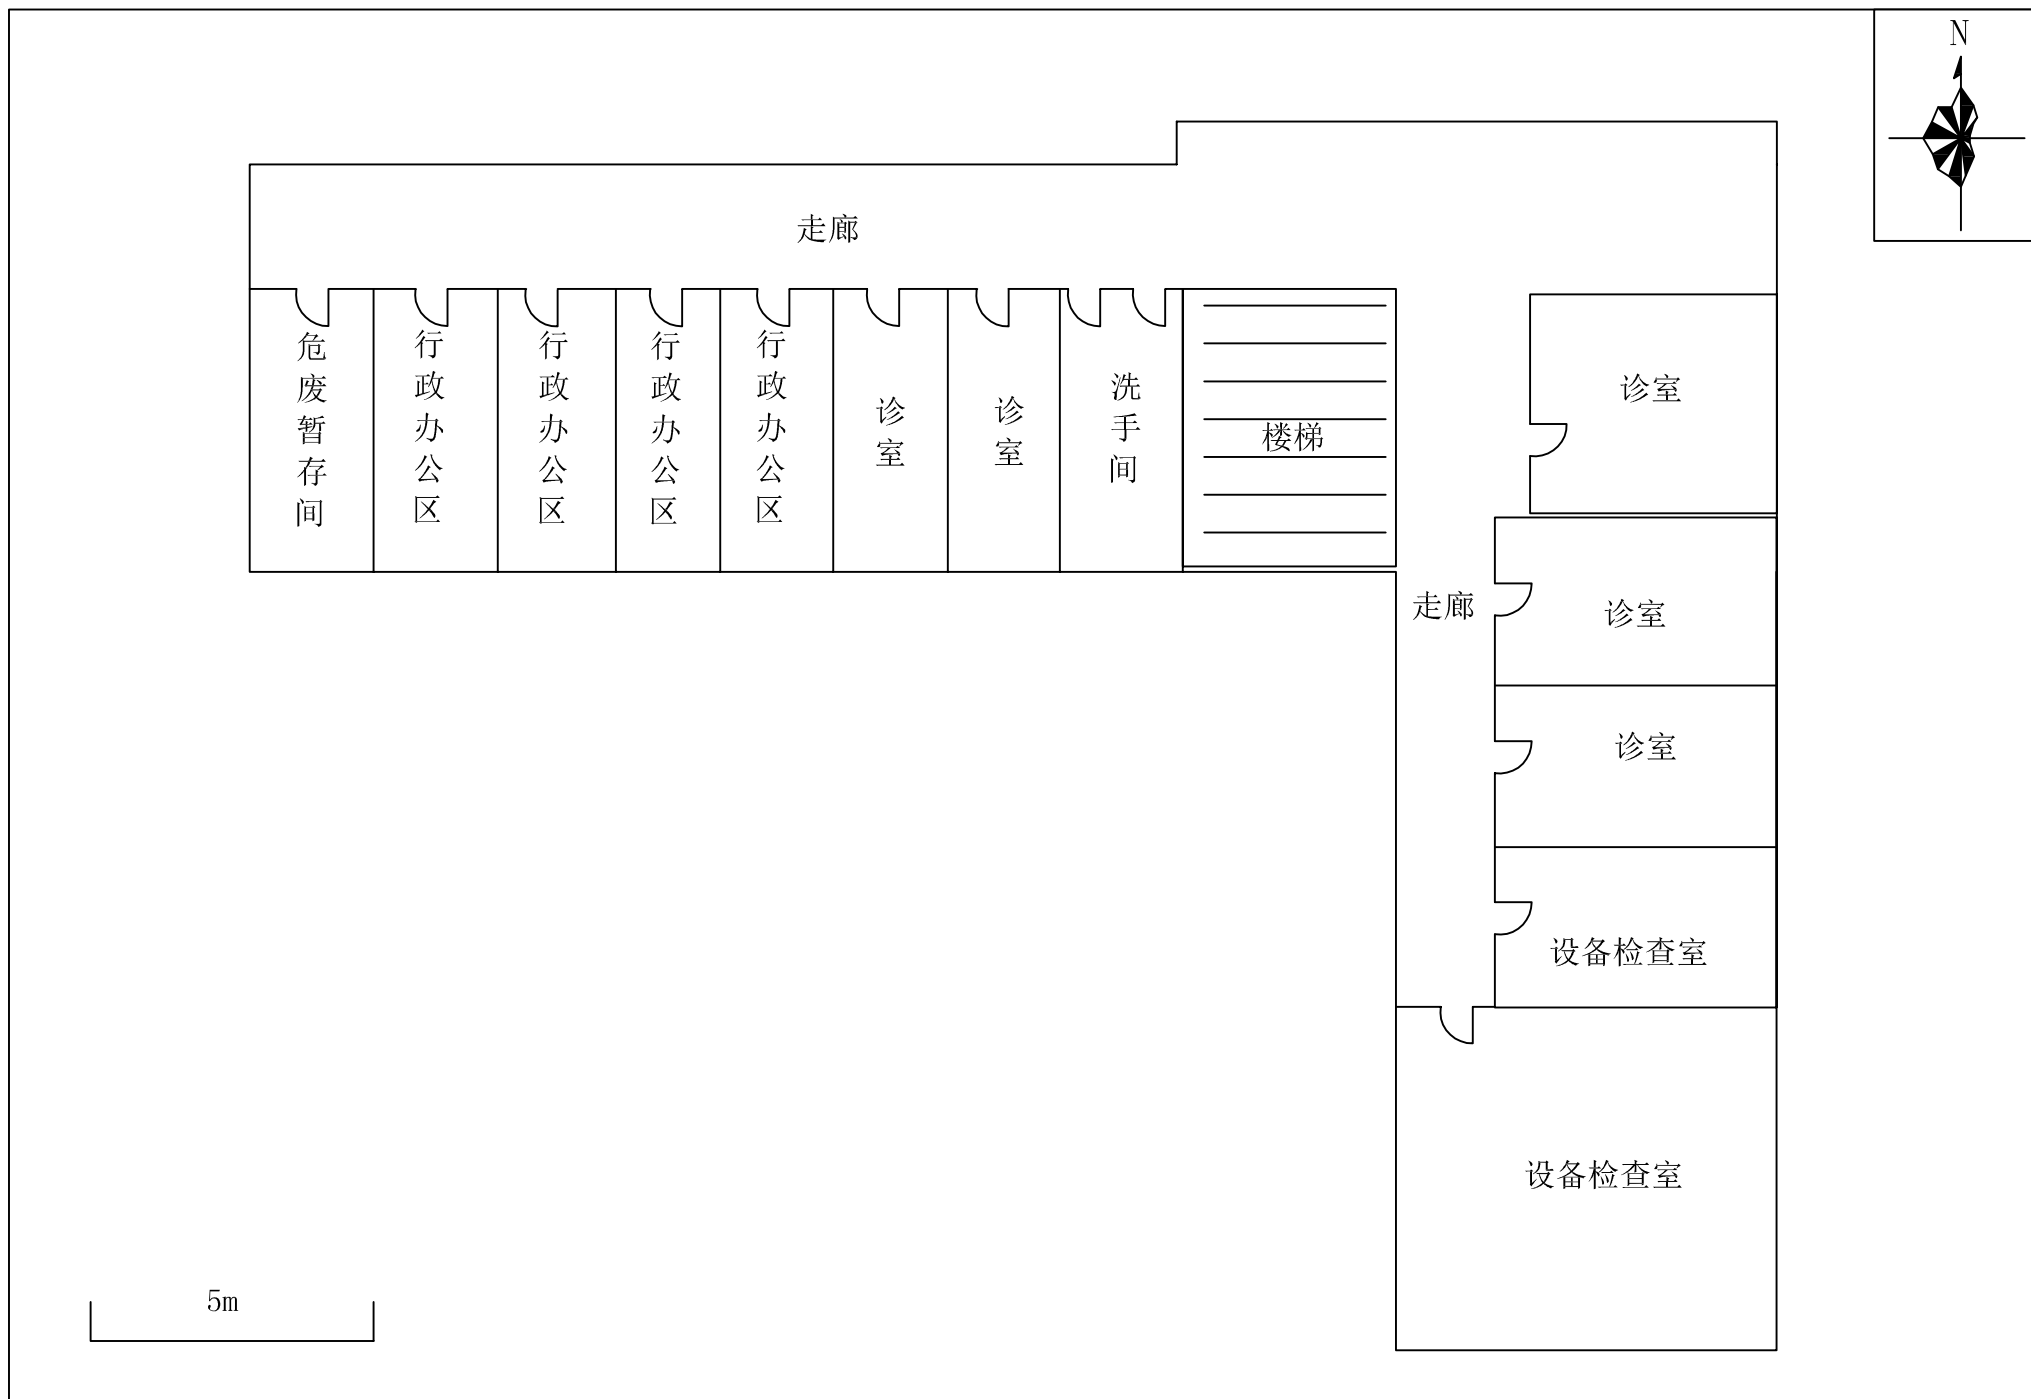 N
走廊
危废暂存间
行政办公区
行政办公区
行政办公区
行政办公区
诊室
诊室
洗手间
楼梯
诊室
走廊
诊室
诊室
设备检查室
设备检查室
5m